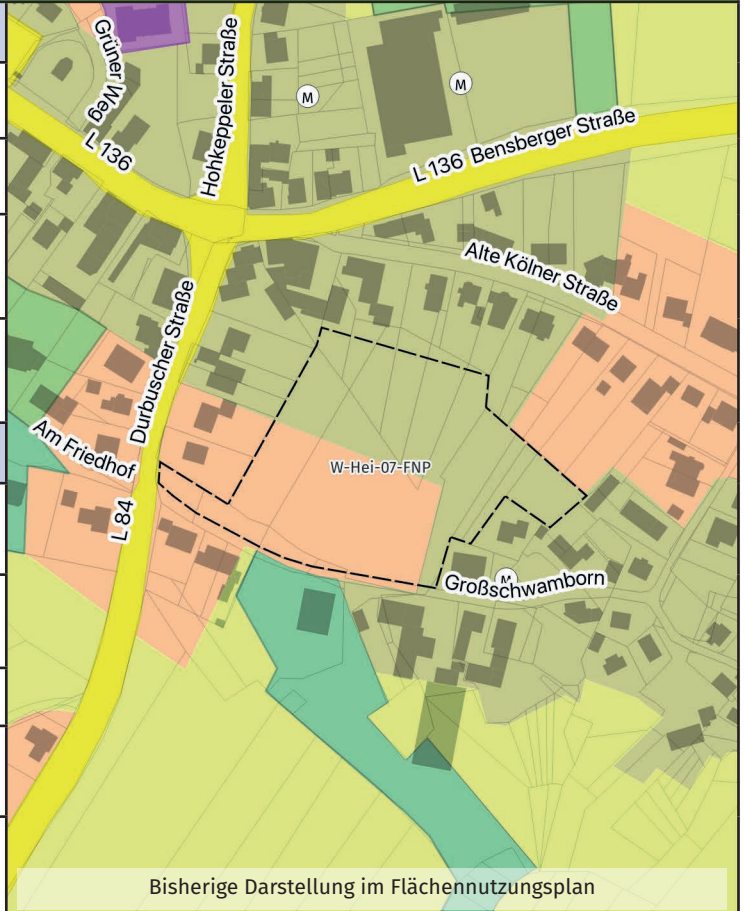 Grüner Weg
Hohkeppeler Straße
M
M
L 136
L 136 Bensberger Straße
Alte Kölner Straße
Durbuscher Straße
Am Friedhof
W-Hei-07-FNP
L 84
M
Großschwamborn
Bisherige Darstellung im Flächennutzungsplan